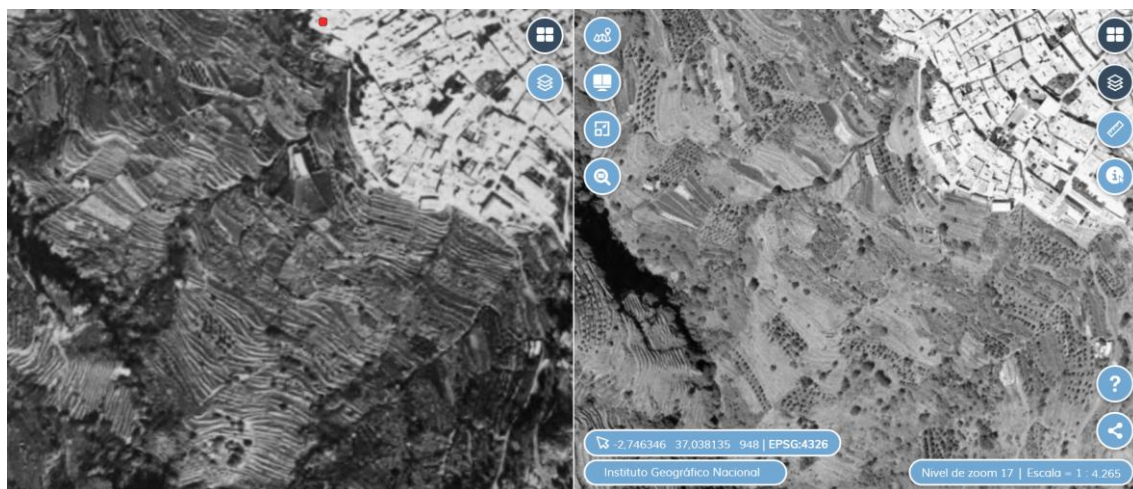 -2,746346 37,038135 948 | EPSG:4326
Instituto Geográfico Nacional
Nivel de zoom 17 | Escala = 1 : 4.265
?